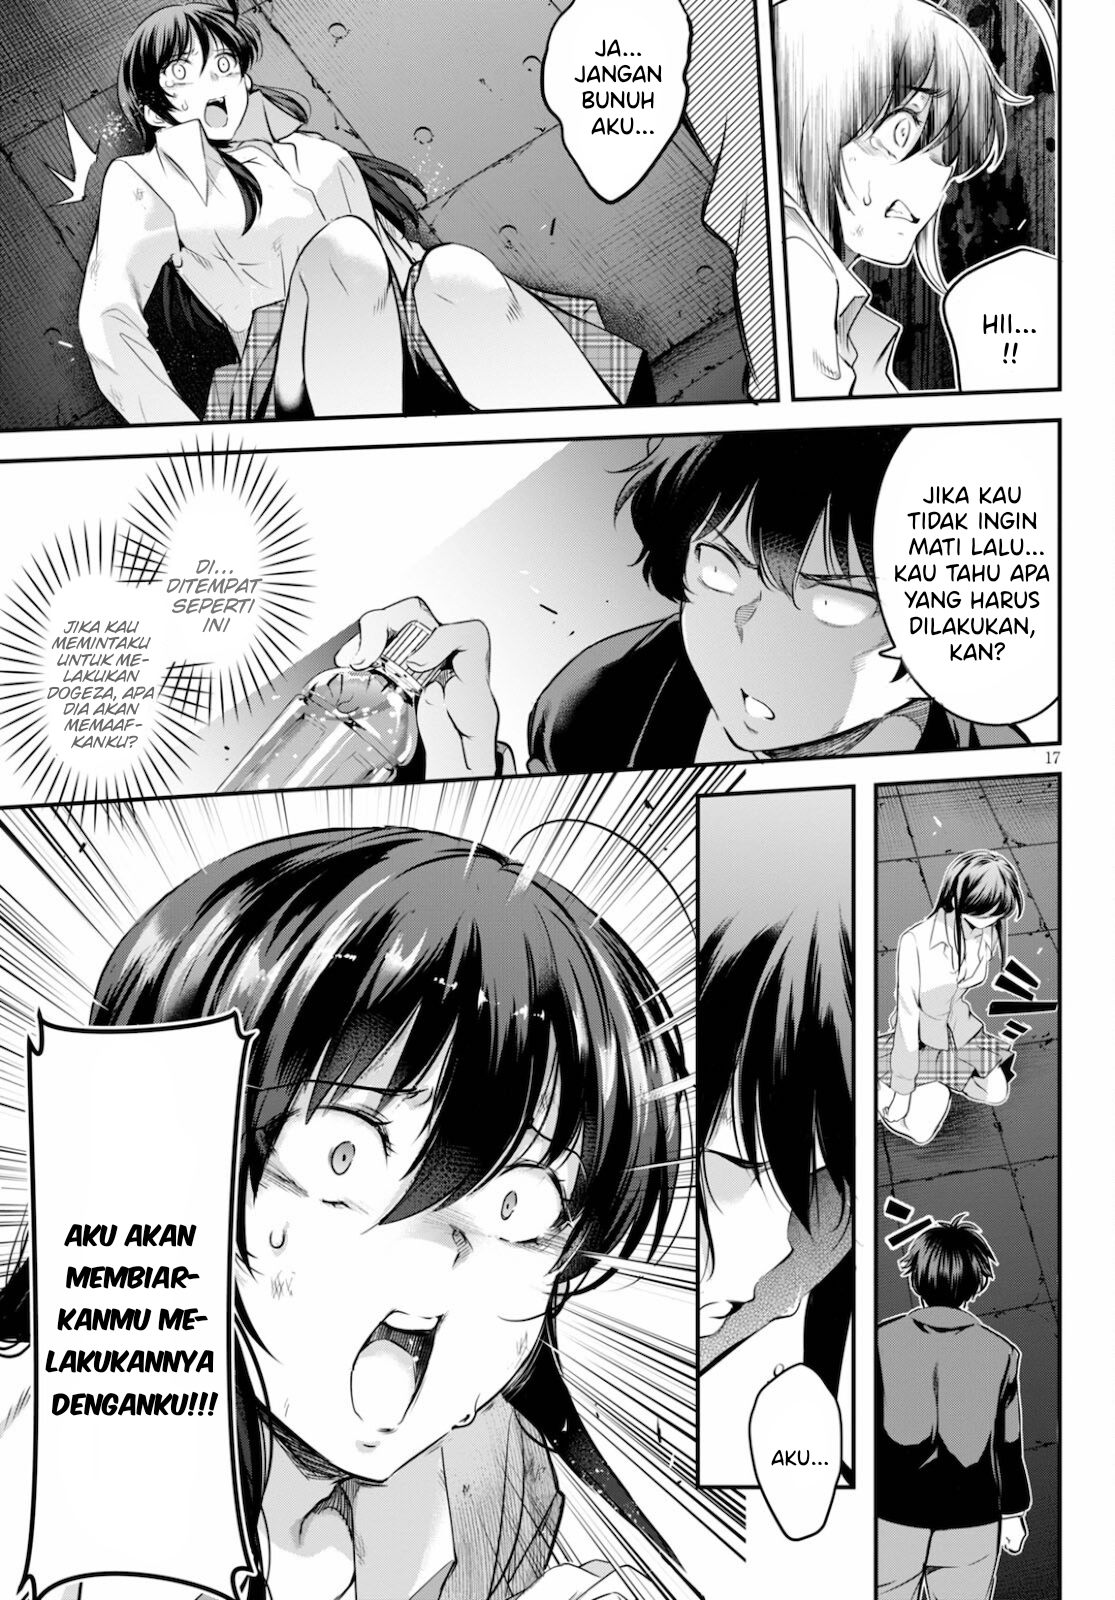 HII...
!!
JA...
JANGAN
BUNUH
AKU...
JIKA KAU
TIDAK INGIN
MATI LALU...
KAU TAHU APA
YANG HARUS
DILAKUKAN,
KAN?
DI...
DITEMPAT
SEPERTI
INI
JIKA KAU
MEMINTAKU
UNTUK ME-
LAKUKAN
DOGEZA, APA
DIA AKAN
MEMAAF-
KANKU?
17
AKU...
AKU AKAN
MEMBIAR-
KANMU ME-
LAKUKANNYA
DENGANKU!!!